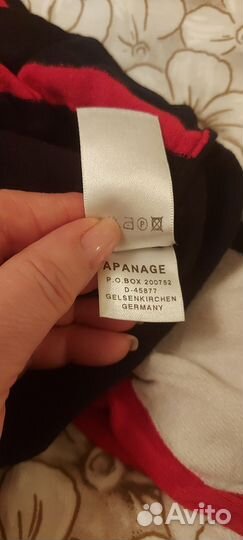 APANAGE
P.O.BOX 200752
D-45877
GELSENKIRCHEN
GERMANY
Avito